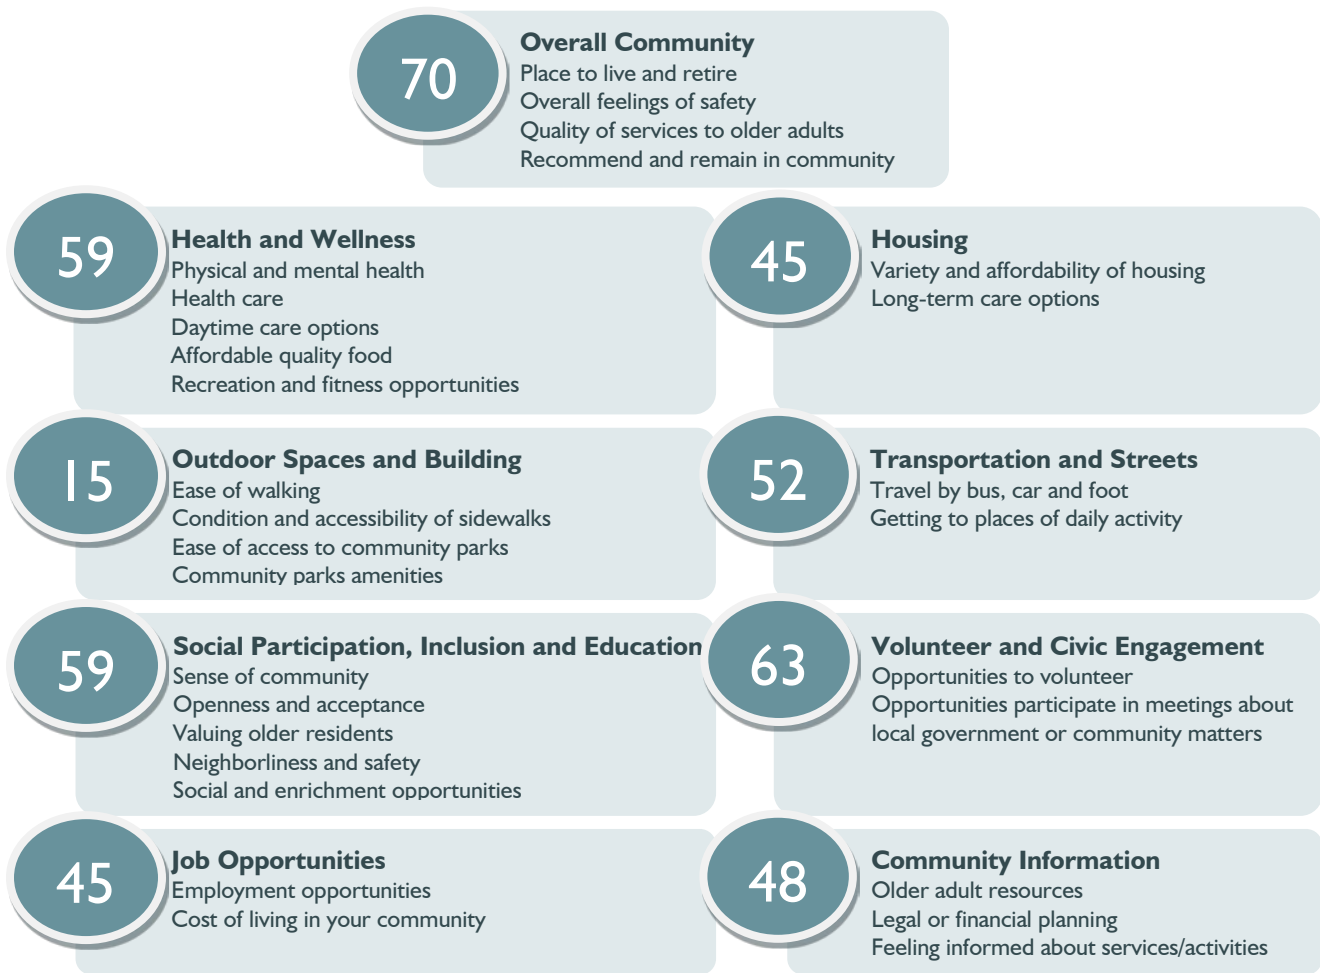 70
Overall Community
Place to live and retire
Overall feelings of safety
Quality of services to older adults
Recommend and remain in community
59
Health and Wellness
Physical and mental health
Health care
Daytime care options
Affordable quality food
Recreation and fitness opportunities
45
Housing
Variety and affordability of housing
Long-term care options
15
Outdoor Spaces and Building
Ease of walking
Condition and accessibility of sidewalks
Ease of access to community parks
Community parks amenities
52
Transportation and Streets
Travel by bus, car and foot
Getting to places of daily activity
59
Social Participation, Inclusion and Education
Sense of community
Openness and acceptance
Valuing older residents
Neighborliness and safety
Social and enrichment opportunities
63
Volunteer and Civic Engagement
Opportunities to volunteer
Opportunities participate in meetings about
local government or community matters
45
Job Opportunities
Employment opportunities
Cost of living in your community
48
Community Information
Older adult resources
Legal or financial planning
Feeling informed about services/activities